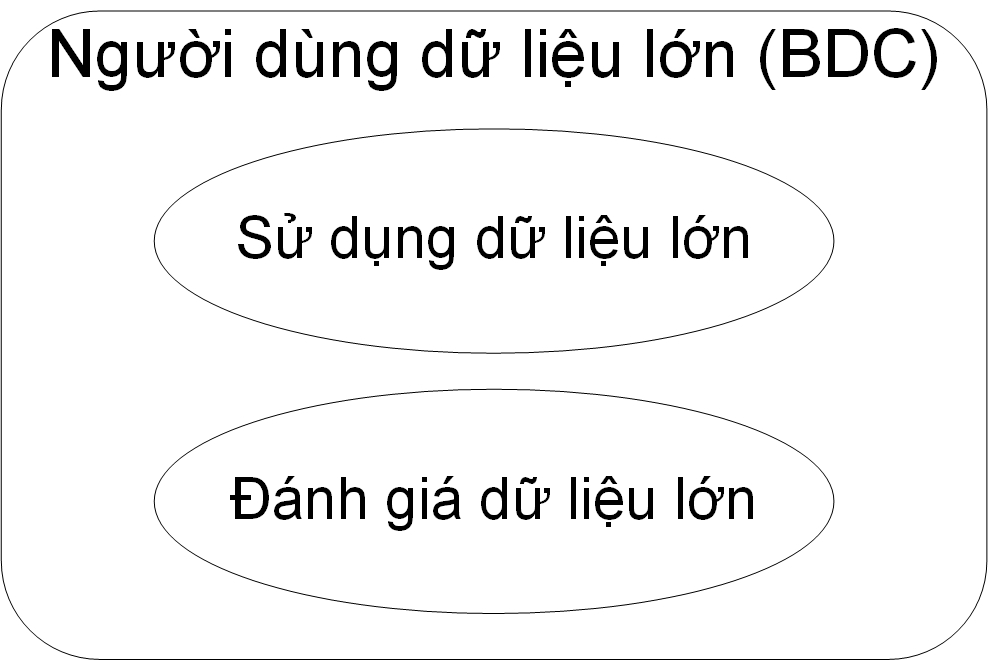 Người dùng dữ liệu lớn (BDC)
Sử dụng dữ liệu lớn
Đánh giá dữ liệu lớn